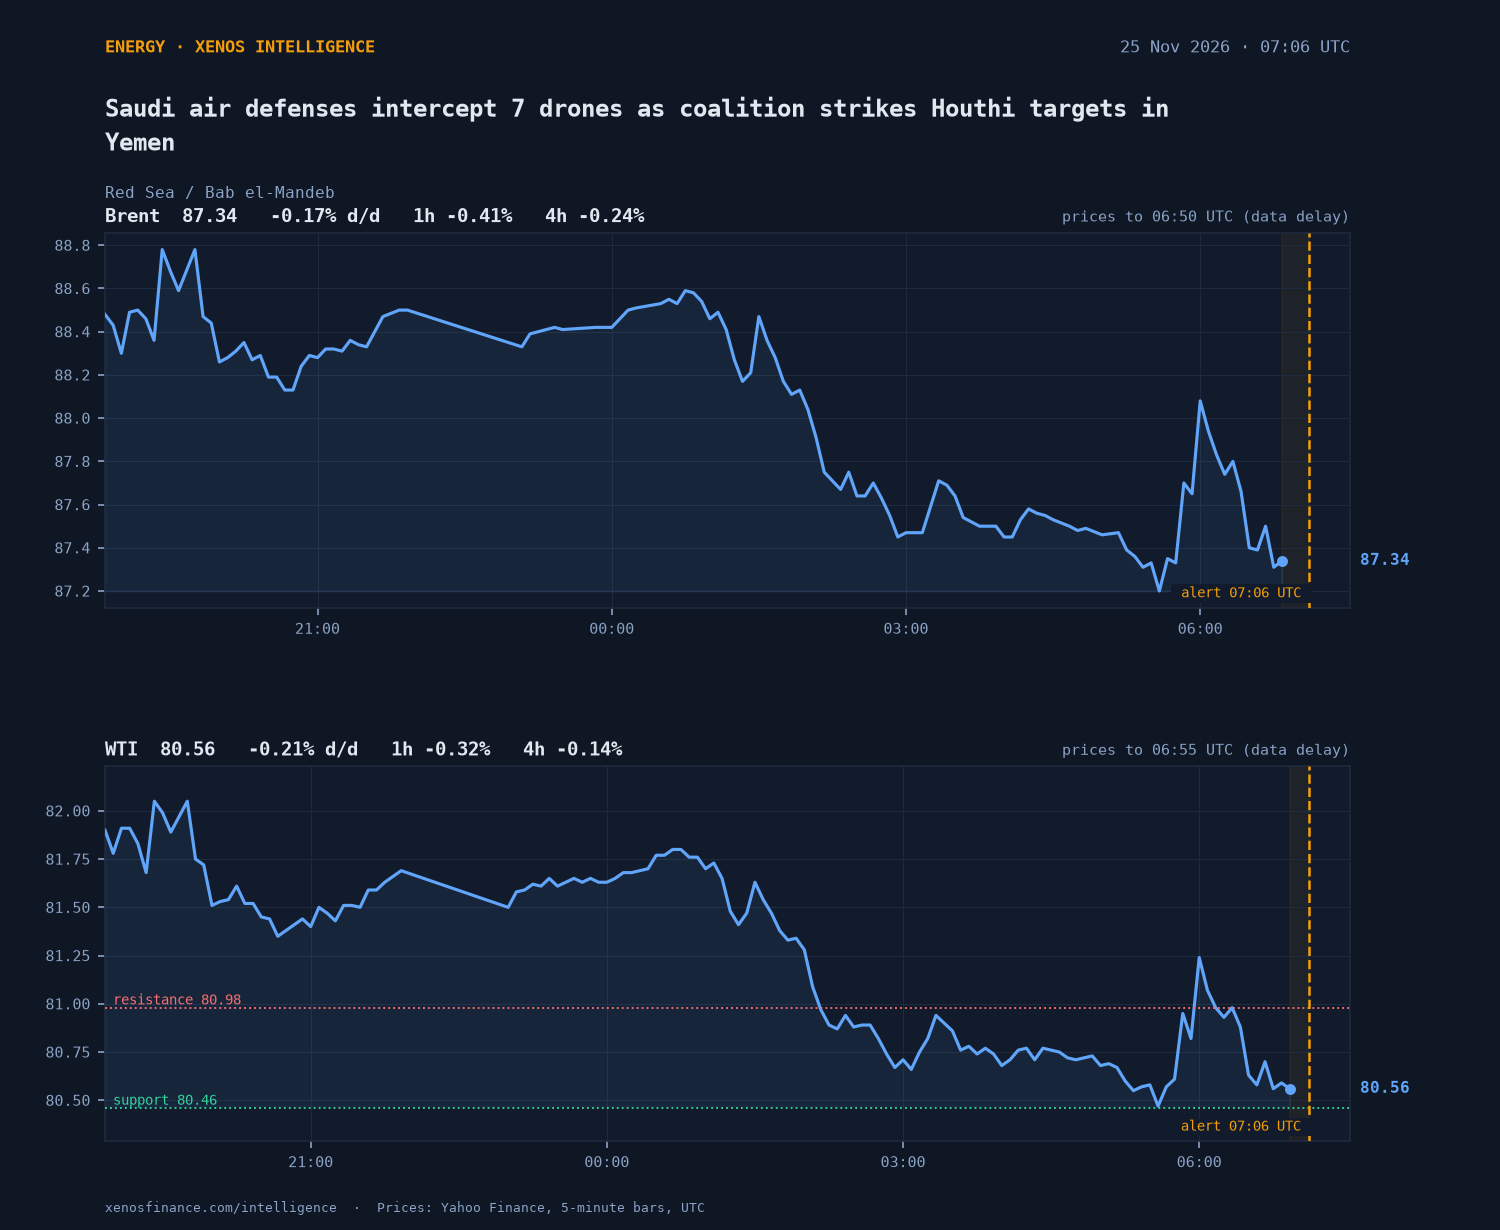 ENERGY · XENOS INTELLIGENCE
25 Nov 2026 · 07:06 UTC
Saudi air defenses intercept 7 drones as coalition strikes Houthi targets in
Yemen
Red Sea / Bab el-Mandeb
Brent 87.34 -0.17% d/d 1h -0.41% 4h -0.24%
prices to 06:50 UTC (data delay)
88.8
88.6
88.4
88.2
88.0
87.8
87.6
87.4
87.2
87.34
alert 07:06 UTC
21:00
00:00
03:00
06:00
WTI 80.56 -0.21% d/d 1h -0.32% 4h -0.14%
prices to 06:55 UTC (data delay)
82.00
81.75
81.50
81.25
81.00
80.75
80.50
resistance 80.98
support 80.46
80.56
alert 07:06 UTC
21:00
00:00
03:00
06:00
xenosfinance.com/intelligence · Prices: Yahoo Finance, 5-minute bars, UTC